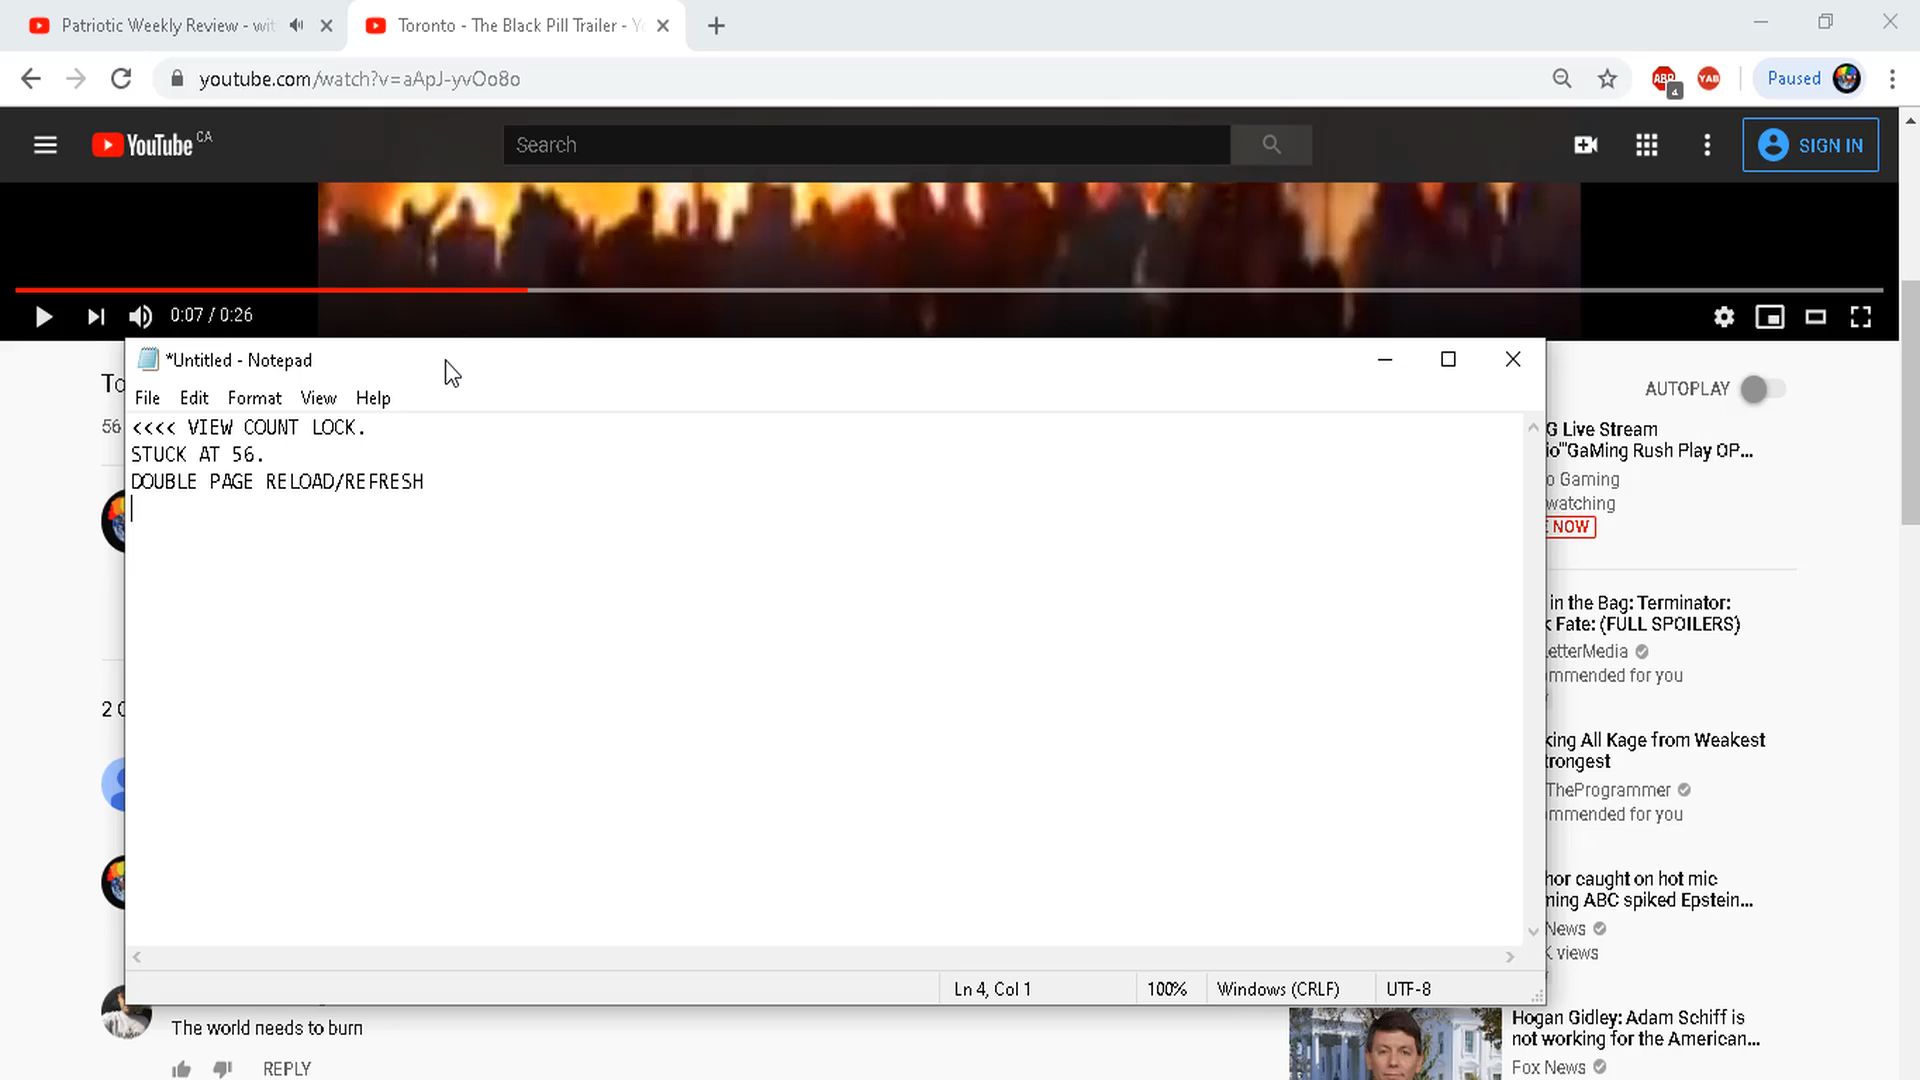 Patriotic Weekly Review - wit
Toronto - The Black Pill Trailer - Y
youtube.com/watch?v=aApJ-yvOo8o
ABP
4
YAB
Paused
YouTube CA
Search
SIGN IN
0:07 / 0:26
*Untitled - Notepad
File Edit Format View Help
<<<< VIEW COUNT LOCK.
STUCK AT 56.
DOUBLE PAGE RELOAD/REFRESH
Ln 4, Col 1
100%
Windows (CRLF)
UTF-8
To
56
2 C
The world needs to burn
REPLY
AUTOPLAY
G Live Stream
io"GaMing Rush Play OP...
o Gaming
watching
E NOW
in the Bag: Terminator:
k Fate: (FULL SPOILERS)
LetterMedia
mmended for you
king All Kage from Weakest
trongest
TheProgrammer
mmended for you
hor caught on hot mic
ning ABC spiked Epstein...
News
K views
Hogan Gidley: Adam Schiff is
not working for the American...
Fox News